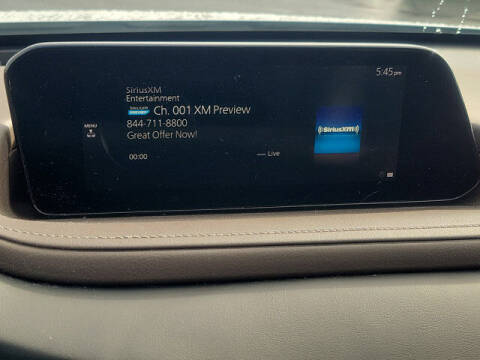 5:45 pm
SiriusXM
Entertainment
Ch. 001 XM Preview
844-711-8800
Great Offer Now!
MENU
00:00
Live
((SiriusXM))